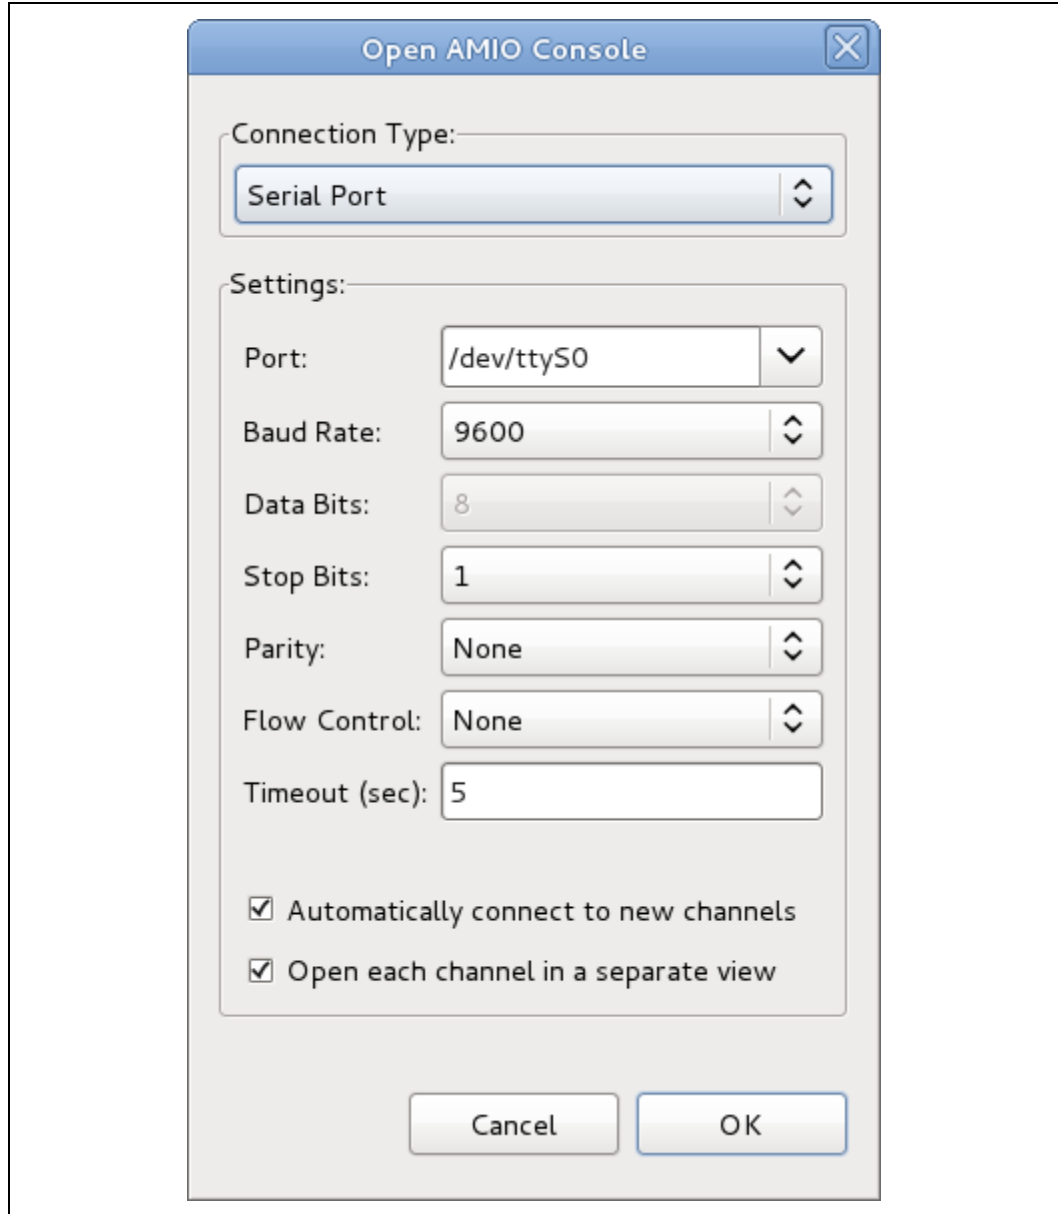 Open AMIO Console
Connection Type:
Serial Port
Settings:
Port: /dev/ttyS0
Baud Rate: 9600
Data Bits: 8
Stop Bits: 1
Parity: None
Flow Control: None
Timeout (sec): 5
Automatically connect to new channels
Open each channel in a separate view
Cancel OK